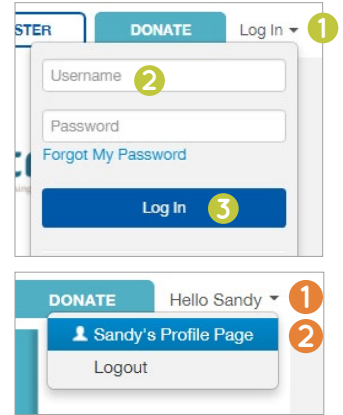 STER DONATE Log In 1
Username 2
Password
Forgot My Password
Log In 3
DONATE Hello Sandy 1
Sandy's Profile Page 2
Logout